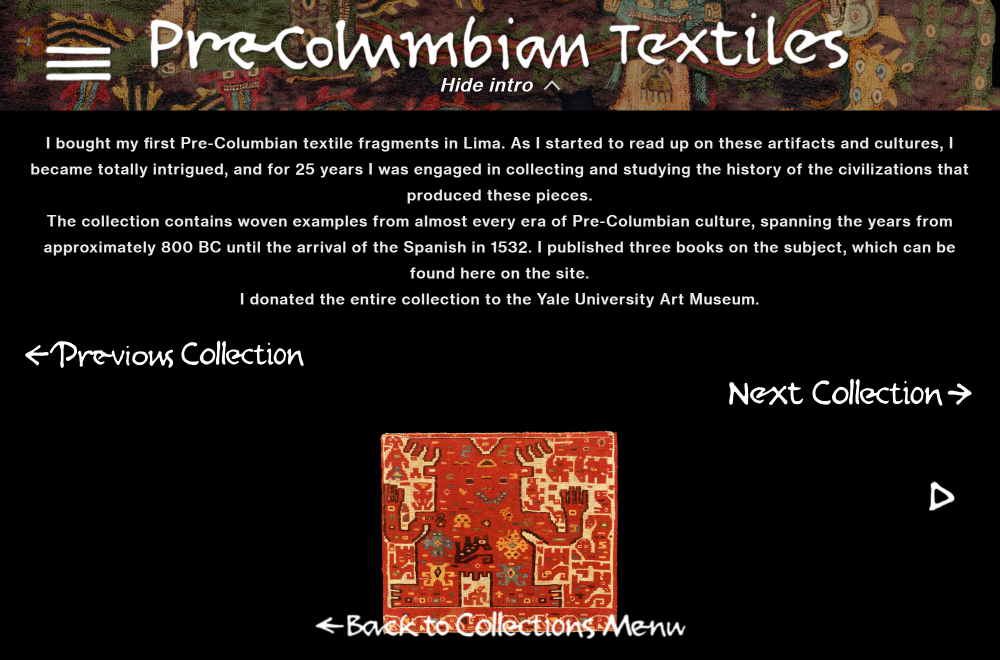 Pre-Columbian Textiles
Hide intro
I bought my first Pre-Columbian textile fragments in Lima. As I started to read up on these artifacts and cultures, I
became totally intrigued, and for 25 years I was engaged in collecting and studying the history of the civilizations that
produced these pieces.
The collection contains woven examples from almost every era of Pre-Columbian culture, spanning the years from
approximately 800 BC until the arrival of the Spanish in 1532. I published three books on the subject, which can be
found here on the site.
I donated the entire collection to the Yale University Art Museum.
←Previous Collection
Next Collection→
←Back to Collections Menu